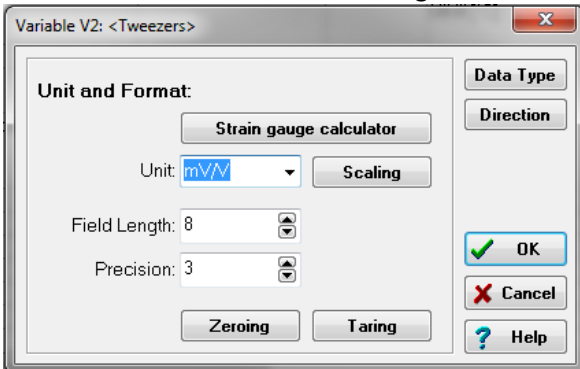 Variable V2: <Tweezers>
Data Type
Unit and Format:
Direction
Strain gauge calculator
Unit: mV/V
Scaling
Field Length: 8
Precision: 3
OK
Cancel
Zeroing
Taring
? Help